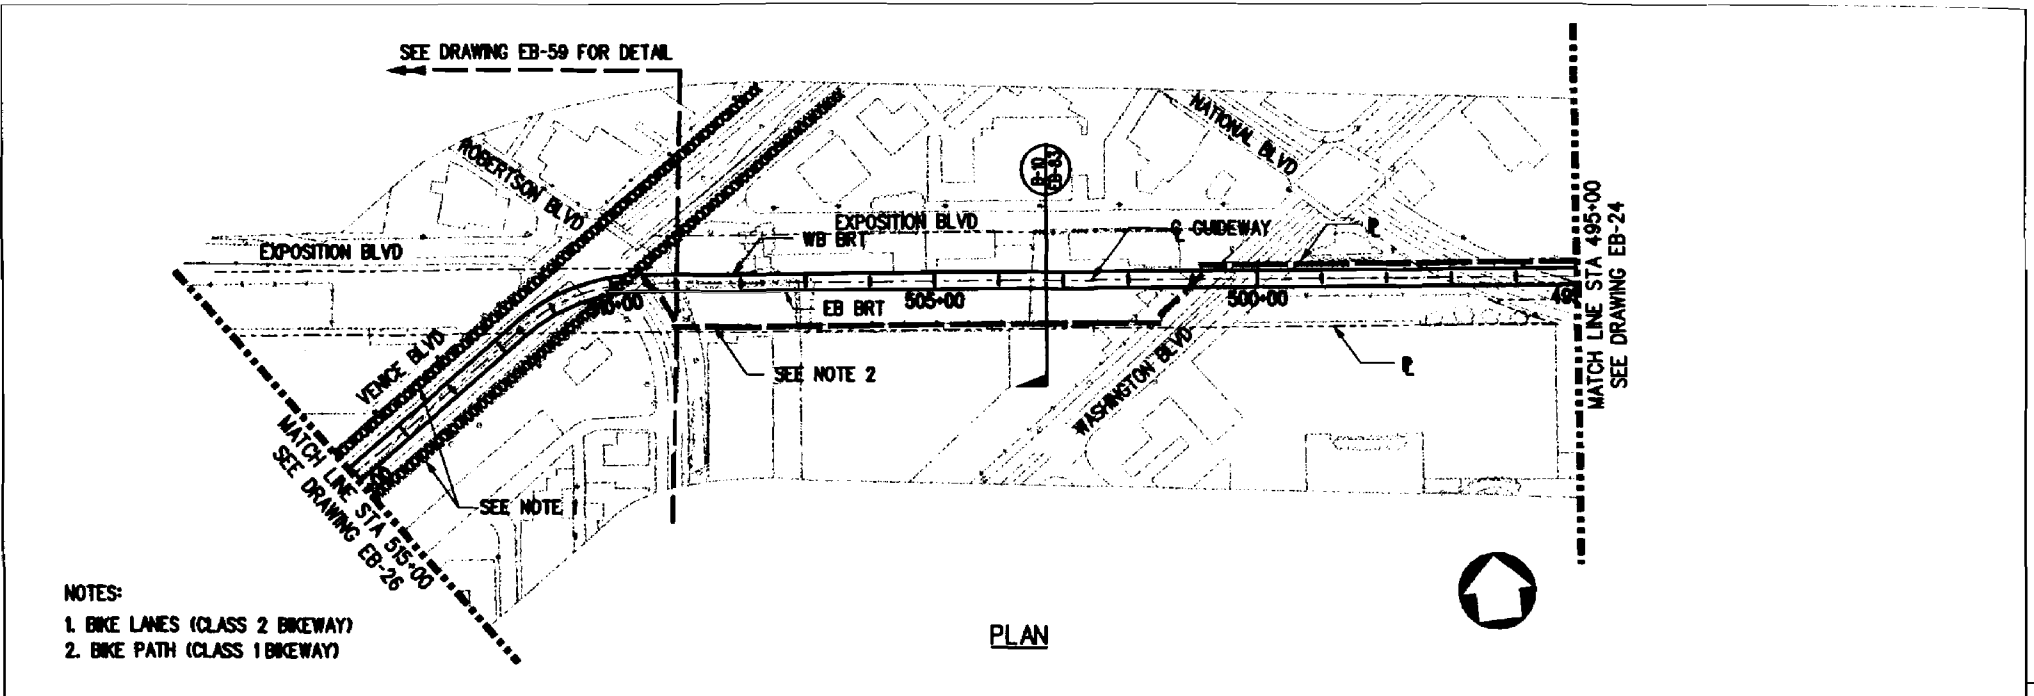 SEE DRAWING EB-59 FOR DETAIL
NATIONAL BLVD
ROBERTSON BLVD
B-10
EB-83
EXPOSITION BLVD
℄ GUIDEWAY
WB BRT
EXPOSITION BLVD
505+00
500+00
EB BRT
VENICE BLVD
SEE NOTE 2
WASHINGTON BLVD
MATCH LINE STA 495+00
SEE DRAWING EB-24
MATCH LINE STA 515+00
SEE DRAWING EB-26
SEE NOTE 1
NOTES:
1. BIKE LANES (CLASS 2 BIKEWAY)
2. BIKE PATH (CLASS 1 BIKEWAY)
PLAN